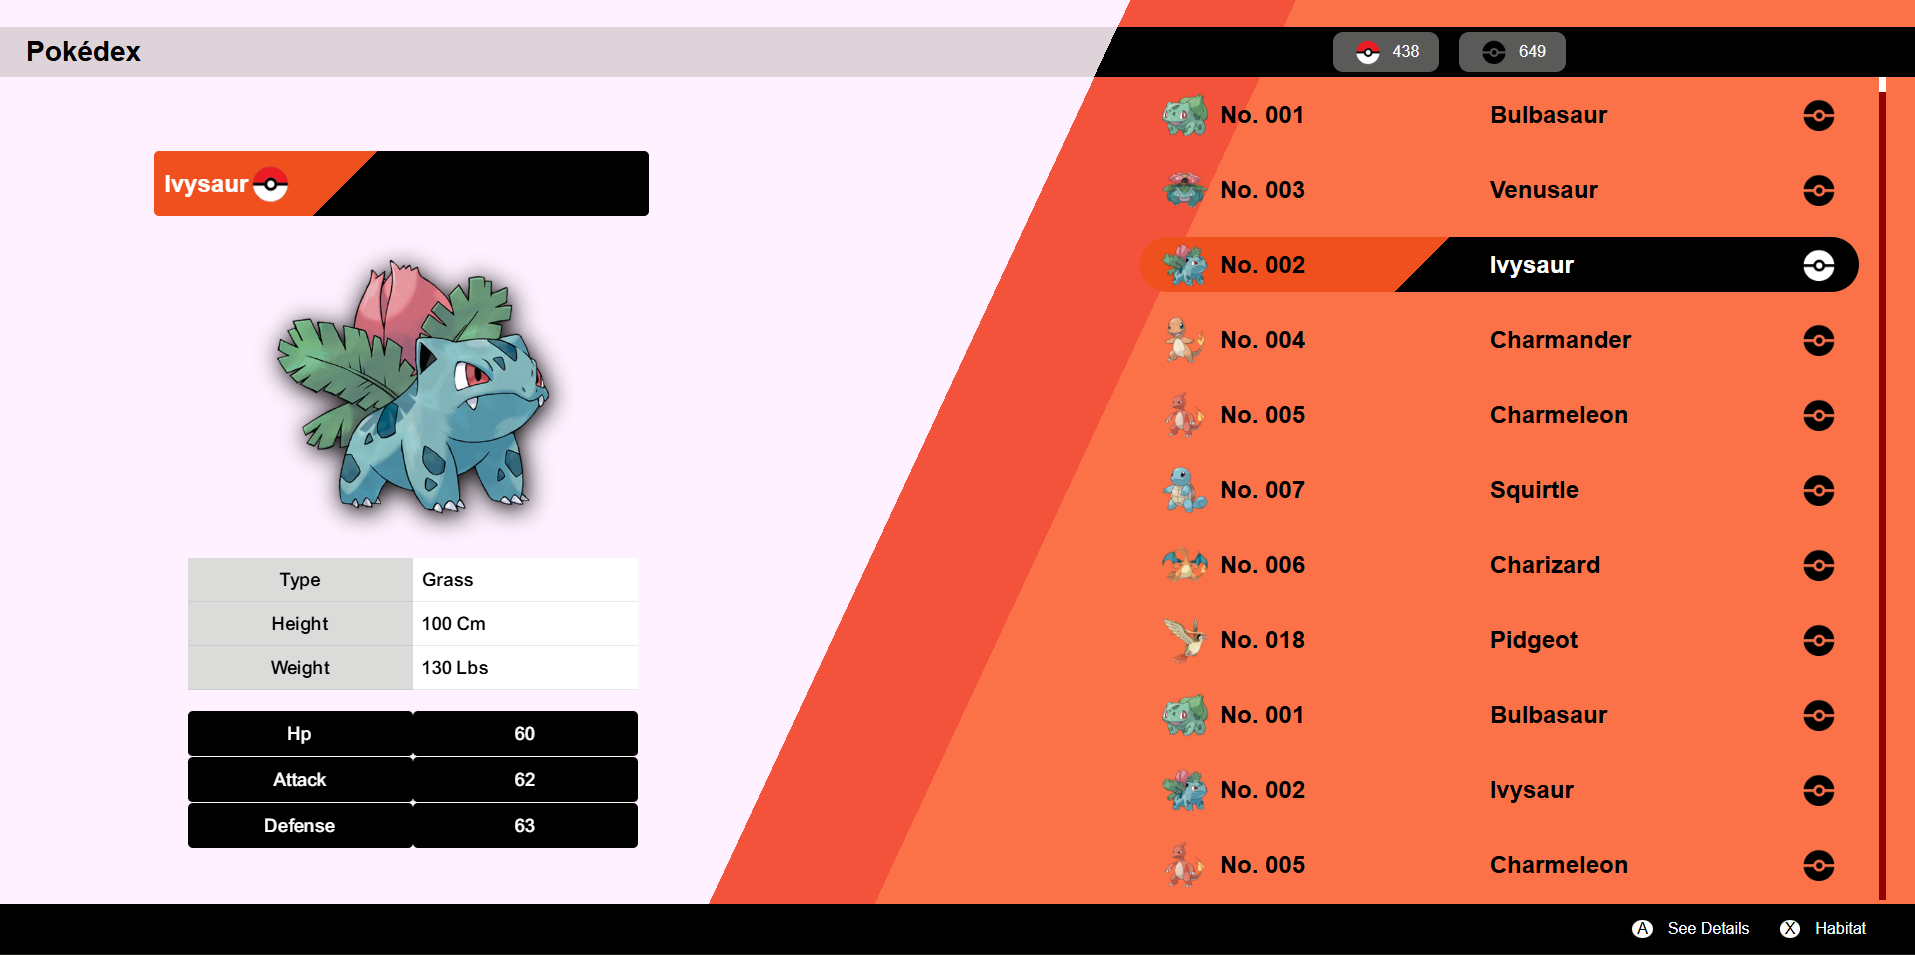 Pokédex
438
649
Ivysaur
Type Grass
Height 100 Cm
Weight 130 Lbs
Hp 60
Attack 62
Defense 63
No. 001 Bulbasaur
No. 003 Venusaur
No. 002 Ivysaur
No. 004 Charmander
No. 005 Charmeleon
No. 007 Squirtle
No. 006 Charizard
No. 018 Pidgeot
No. 001 Bulbasaur
No. 002 Ivysaur
No. 005 Charmeleon
A See Details X Habitat